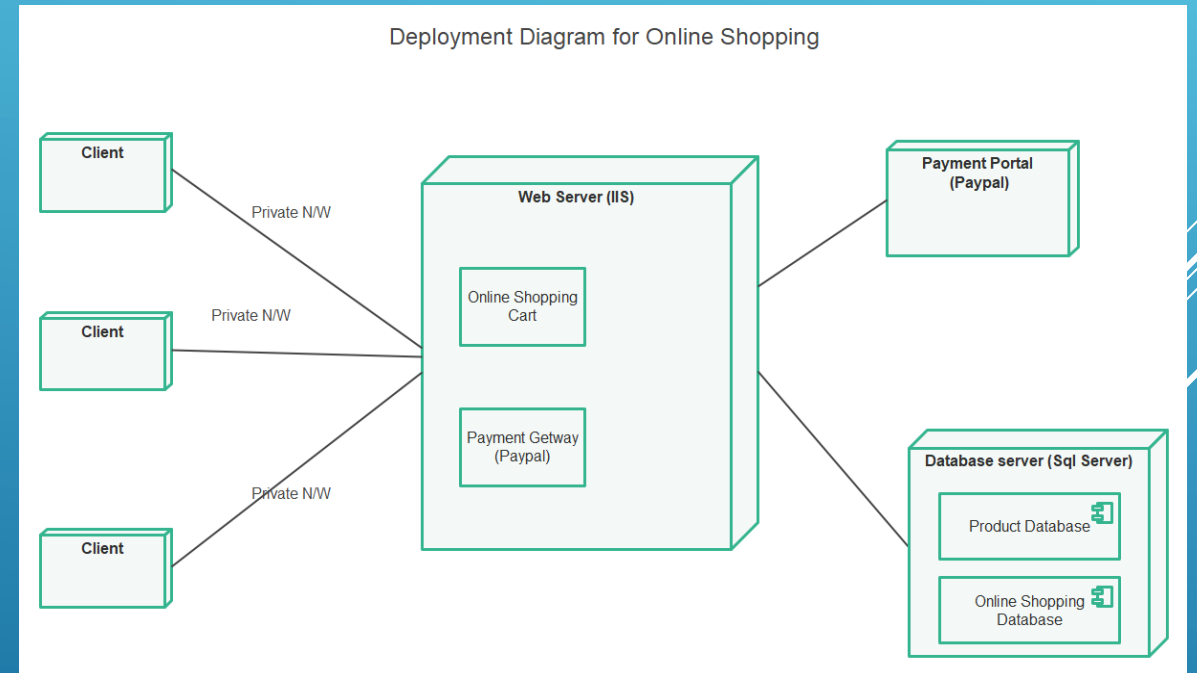 Deployment Diagram for Online Shopping
Client
Private N/W
Client
Private N/W
Client
Private N/W
Web Server (IIS)
Online Shopping
Cart
Payment Getway
(Paypal)
Payment Portal
(Paypal)
Database server (Sql Server)
Product Database
Online Shopping
Database